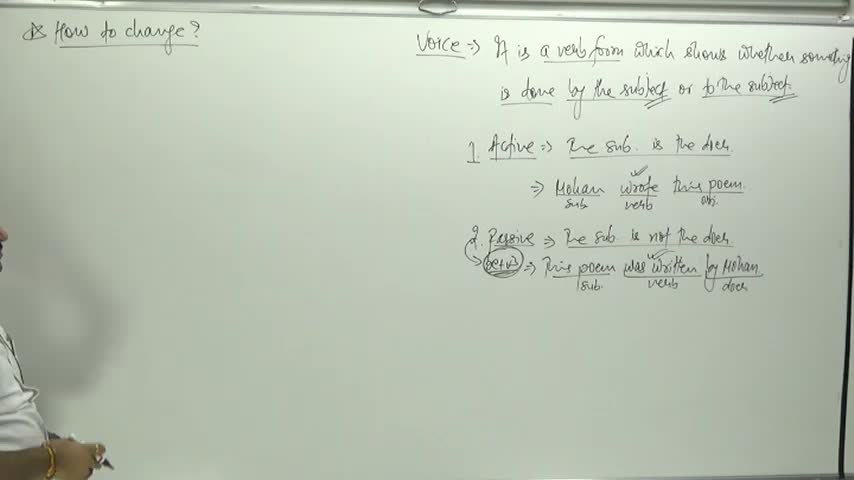 How to change?
Voice ⇒ It is a verb form which shows whether something
is done by the subject or to the subject.
1. Active ⇒ The sub. is the doer.
⇒ Mohan wrote this poem.
sub. verb obj.
2. Passive ⇒ The sub. is not the doer.
be+v3 ⇒ This poem was written by Mohan
sub. verb doer